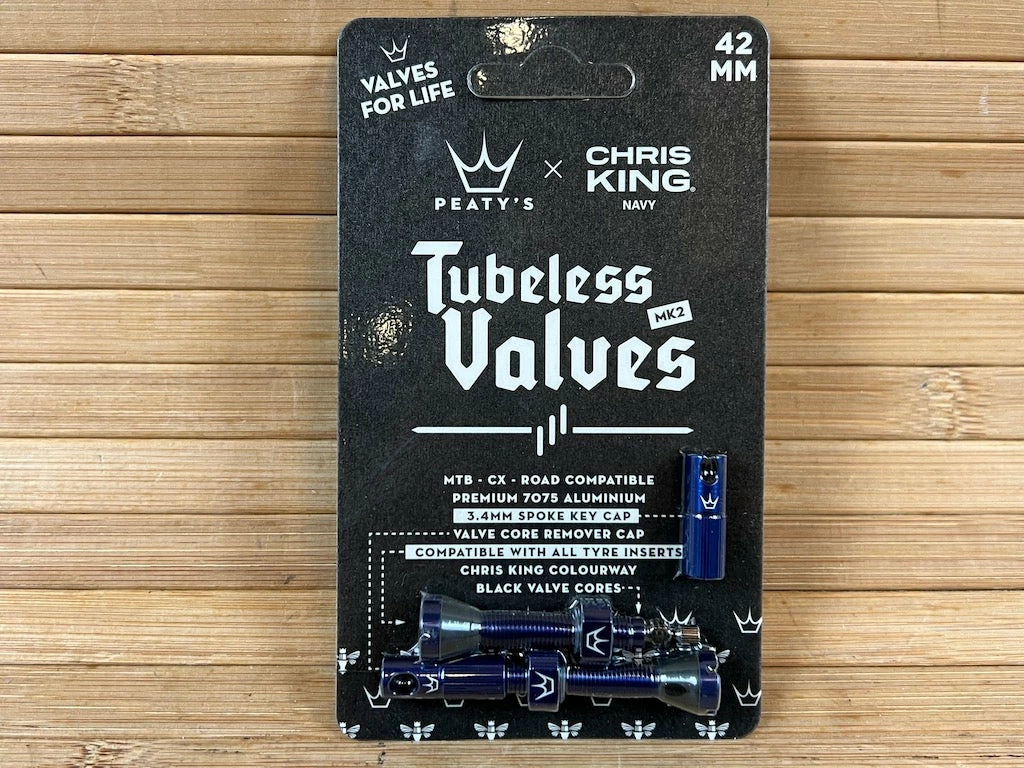 VALVES
FOR LIFE
42
MM
PEATY'S
×
CHRIS
KING®
NAVY
Tubeless
MK2
Valves
MTB - CX - ROAD COMPATIBLE
PREMIUM 7075 ALUMINIUM
3.4MM SPOKE KEY CAP
VALVE CORE REMOVER CAP
COMPATIBLE WITH ALL TYRE INSERTS
CHRIS KING COLOURWAY
BLACK VALVE CORES